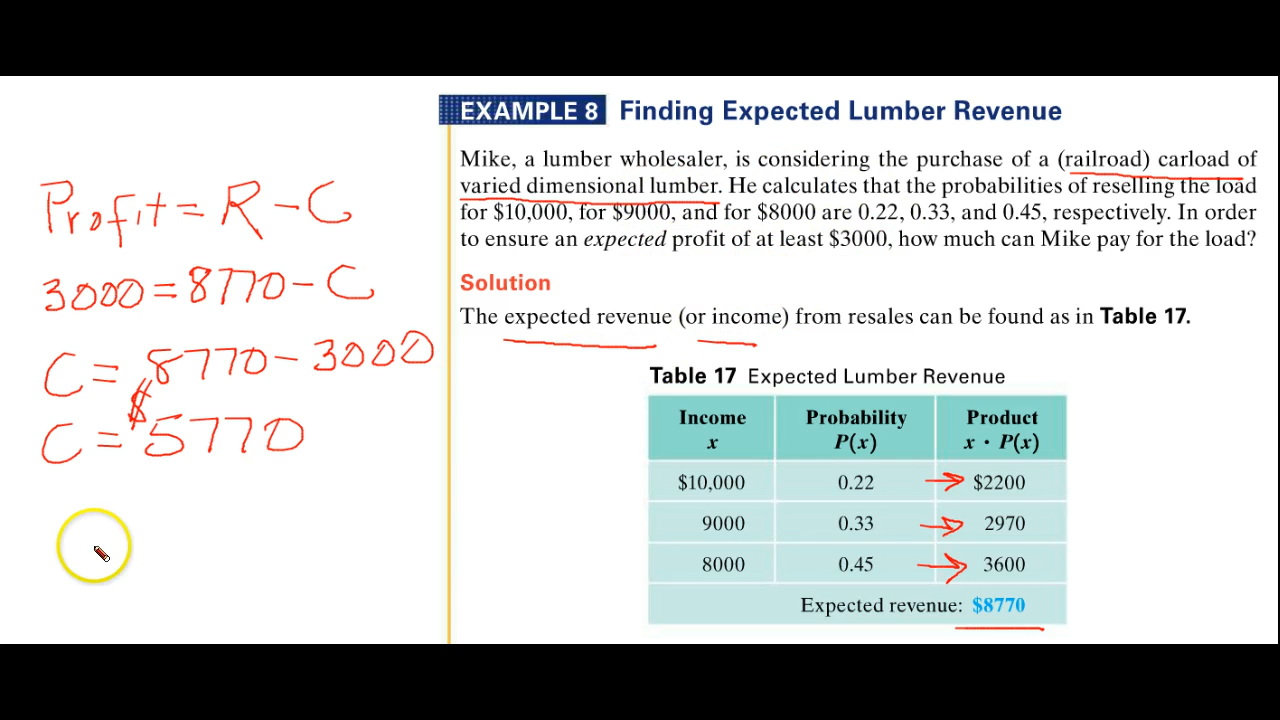 Profit = R - C
3000 = 8770 - C
C = 8770 - 3000
C = $5770
EXAMPLE 8 Finding Expected Lumber Revenue
Mike, a lumber wholesaler, is considering the purchase of a (railroad) carload of
varied dimensional lumber. He calculates that the probabilities of reselling the load
for $10,000, for $9000, and for $8000 are 0.22, 0.33, and 0.45, respectively. In order
to ensure an expected profit of at least $3000, how much can Mike pay for the load?
Solution
The expected revenue (or income) from resales can be found as in Table 17.
Table 17 Expected Lumber Revenue
Income Probability Product
x P(x) x · P(x)
$10,000 0.22 $2200
9000 0.33 2970
8000 0.45 3600
Expected revenue: $8770